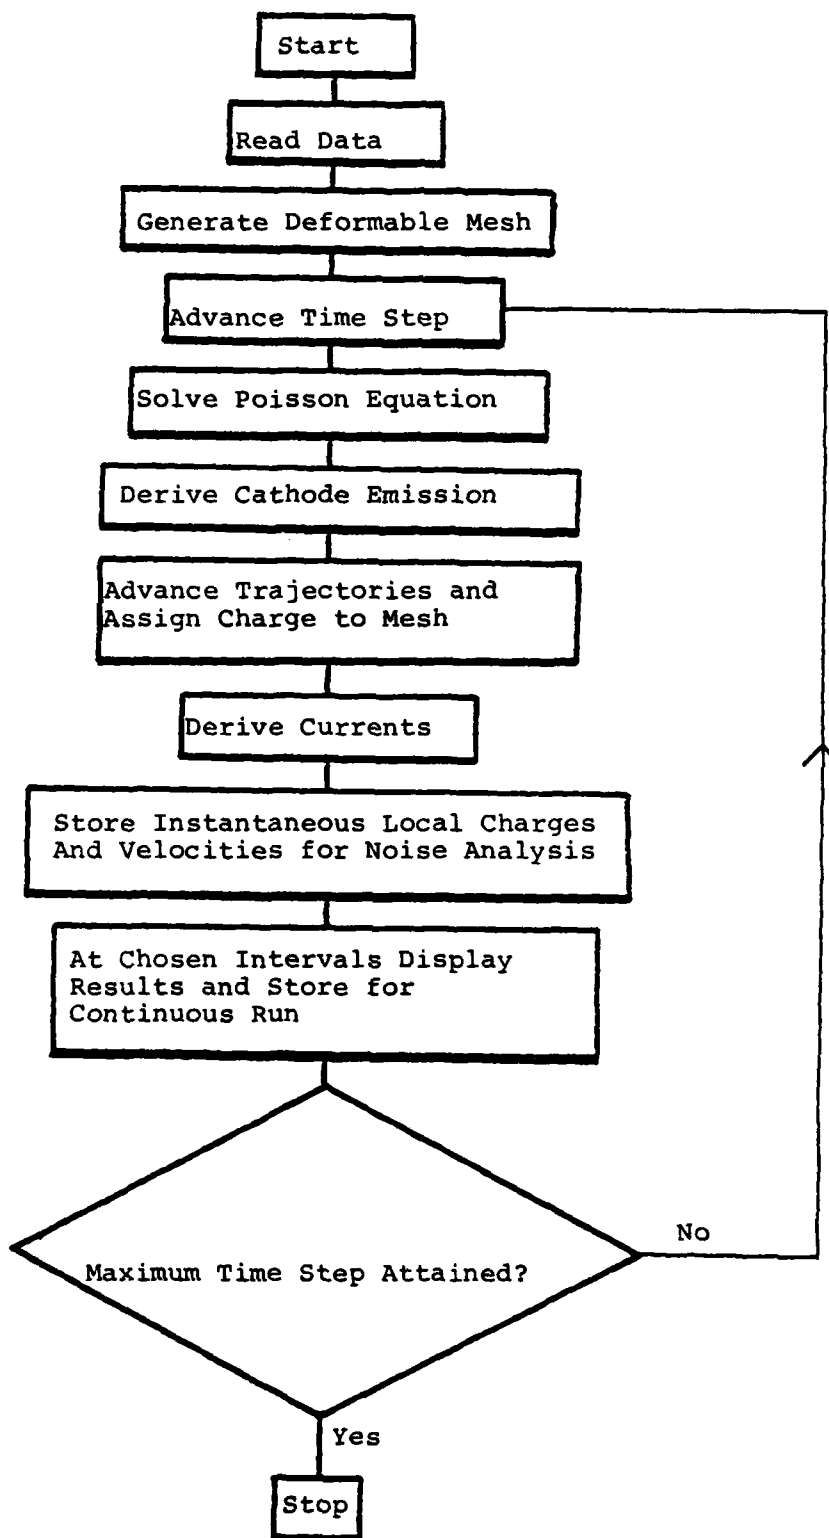 Start
Read Data
Generate Deformable Mesh
Advance Time Step
Solve Poisson Equation
Derive Cathode Emission
Advance Trajectories and
Assign Charge to Mesh
Derive Currents
Store Instantaneous Local Charges
And Velocities for Noise Analysis
At Chosen Intervals Display
Results and Store for
Continuous Run
Maximum Time Step Attained?
No
Yes
Stop